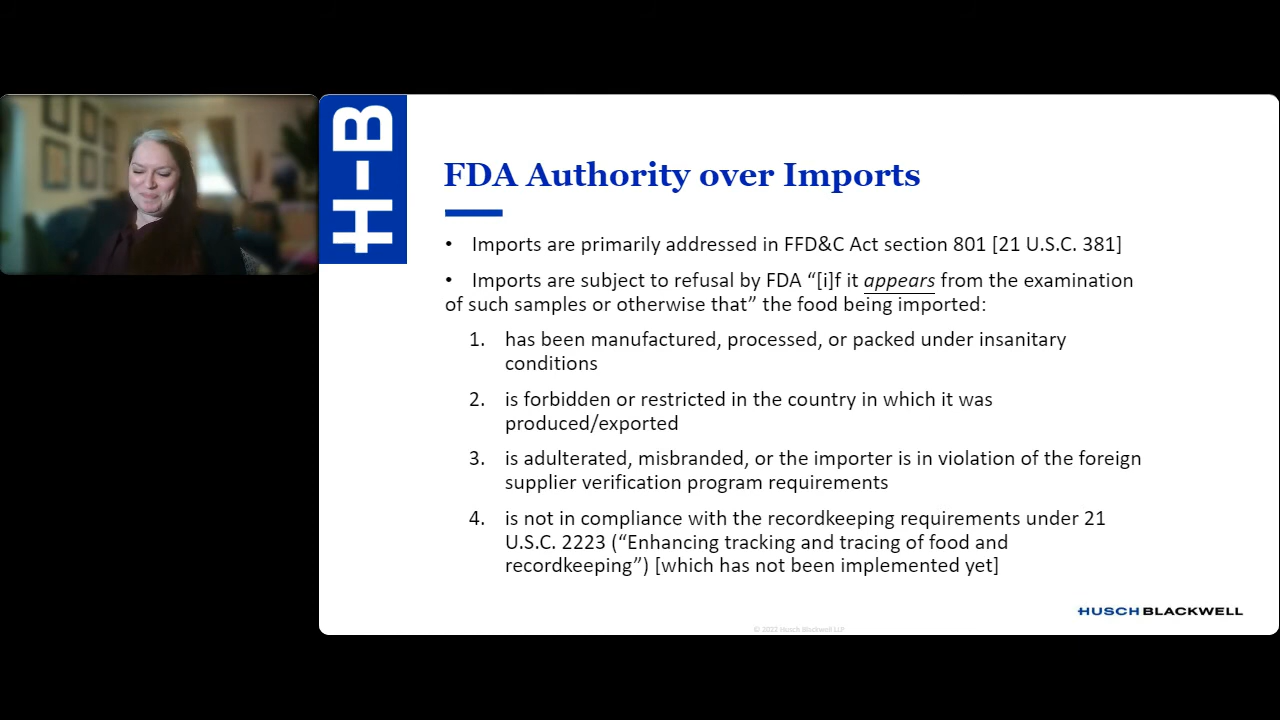 H-B
FDA Authority over Imports
• Imports are primarily addressed in FFD&C Act section 801 [21 U.S.C. 381]
• Imports are subject to refusal by FDA “[i]f it appears from the examination
of such samples or otherwise that” the food being imported:
1. has been manufactured, processed, or packed under insanitary
conditions
2. is forbidden or restricted in the country in which it was
produced/exported
3. is adulterated, misbranded, or the importer is in violation of the foreign
supplier verification program requirements
4. is not in compliance with the recordkeeping requirements under 21
U.S.C. 2223 (“Enhancing tracking and tracing of food and
recordkeeping”) [which has not been implemented yet]
HUSCH BLACKWELL
© 2022 Husch Blackwell LLP